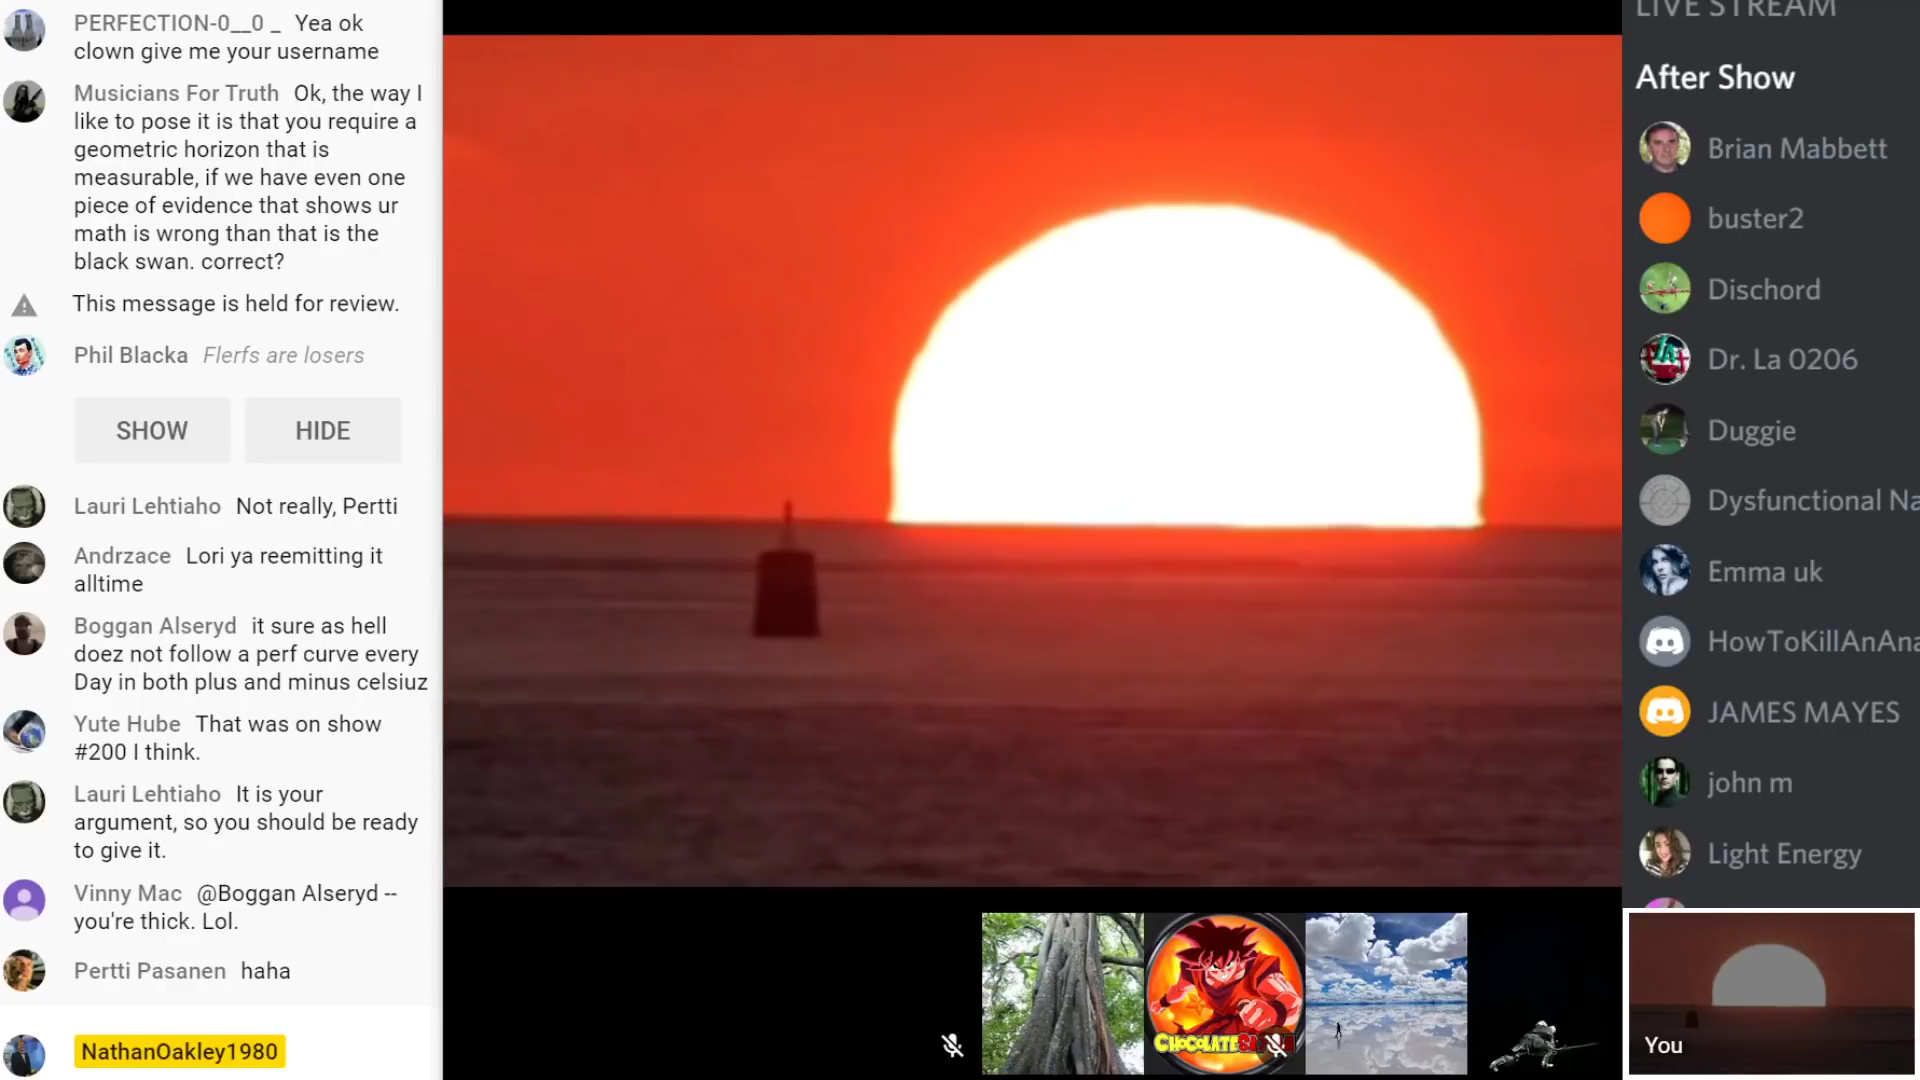 PERFECTION-0__0 _ Yea ok
clown give me your username
Musicians For Truth Ok, the way I
like to pose it is that you require a
geometric horizon that is
measurable, if we have even one
piece of evidence that shows ur
math is wrong than that is the
black swan. correct?
This message is held for review.
Phil Blacka Flerfs are losers
SHOW HIDE
Lauri Lehtiaho Not really, Pertti
Andrzace Lori ya reemitting it
alltime
Boggan Alseryd it sure as hell
doez not follow a perf curve every
Day in both plus and minus celsiuz
Yute Hube That was on show
#200 I think.
Lauri Lehtiaho It is your
argument, so you should be ready
to give it.
Vinny Mac @Boggan Alseryd --
you're thick. Lol.
Pertti Pasanen haha
NathanOakley1980
LIVE STREAM
After Show
Brian Mabbett
buster2
Dischord
Dr. La 0206
Duggie
Dysfunctional Na
Emma uk
HowToKillAnAna
JAMES MAYES
john m
Light Energy
You